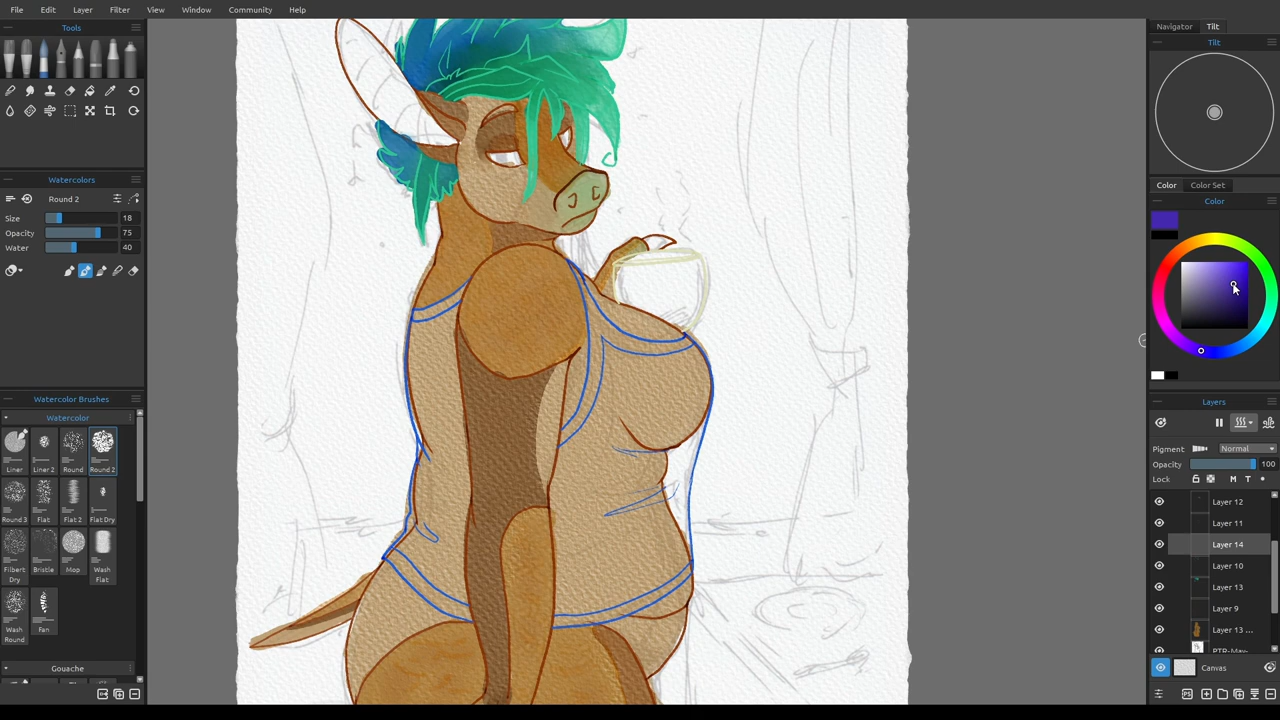 File Edit Layer Filter View Window Community Help
Tools
Watercolors
Round 2
Size 18
Opacity 75
Water 40
Watercolor Brushes
Watercolor
Liner Liner 2 Round Round 2
Round 3 Flat Flat 2 Flat Dry
Filbert Dry Bristle Mop Wash Flat
Wash Round Fan
Gouache
Navigator Tilt
Tilt
Color Color Set
Color
Layers
Pigment Normal
Opacity 100
Lock M T
Layer 12
Layer 11
Layer 14
Layer 10
Layer 13
Layer 9
Layer 13 ...
PTR-May-
Canvas
PS